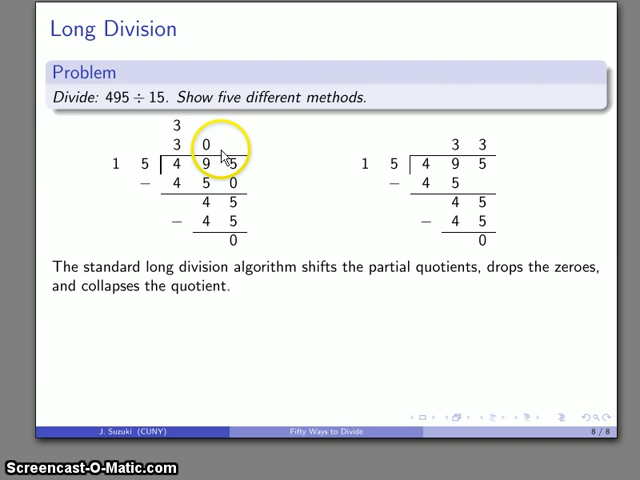 Long Division
Problem
Divide: 495 ÷ 15. Show five different methods.
3
3 0
1 5 4 9 5
− 4 5 0
4 5
− 4 5
0
3 3
1 5 4 9 5
− 4 5
4 5
− 4 5
0
The standard long division algorithm shifts the partial quotients, drops the zeroes,
and collapses the quotient.
J. Suzuki (CUNY) Fifty Ways to Divide 8 / 8
Screencast-O-Matic.com